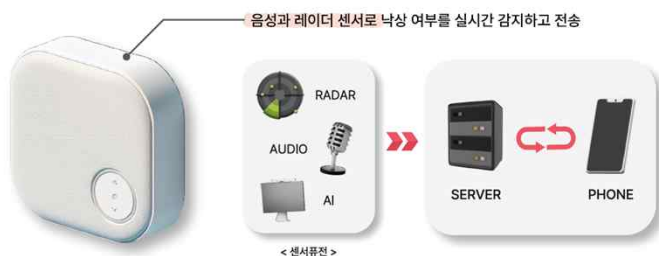 음성과 레이더 센서로 낙상 여부를 실시간 감지하고 전송
RADAR
AUDIO
AI
SERVER
PHONE
< 센서퓨전 >